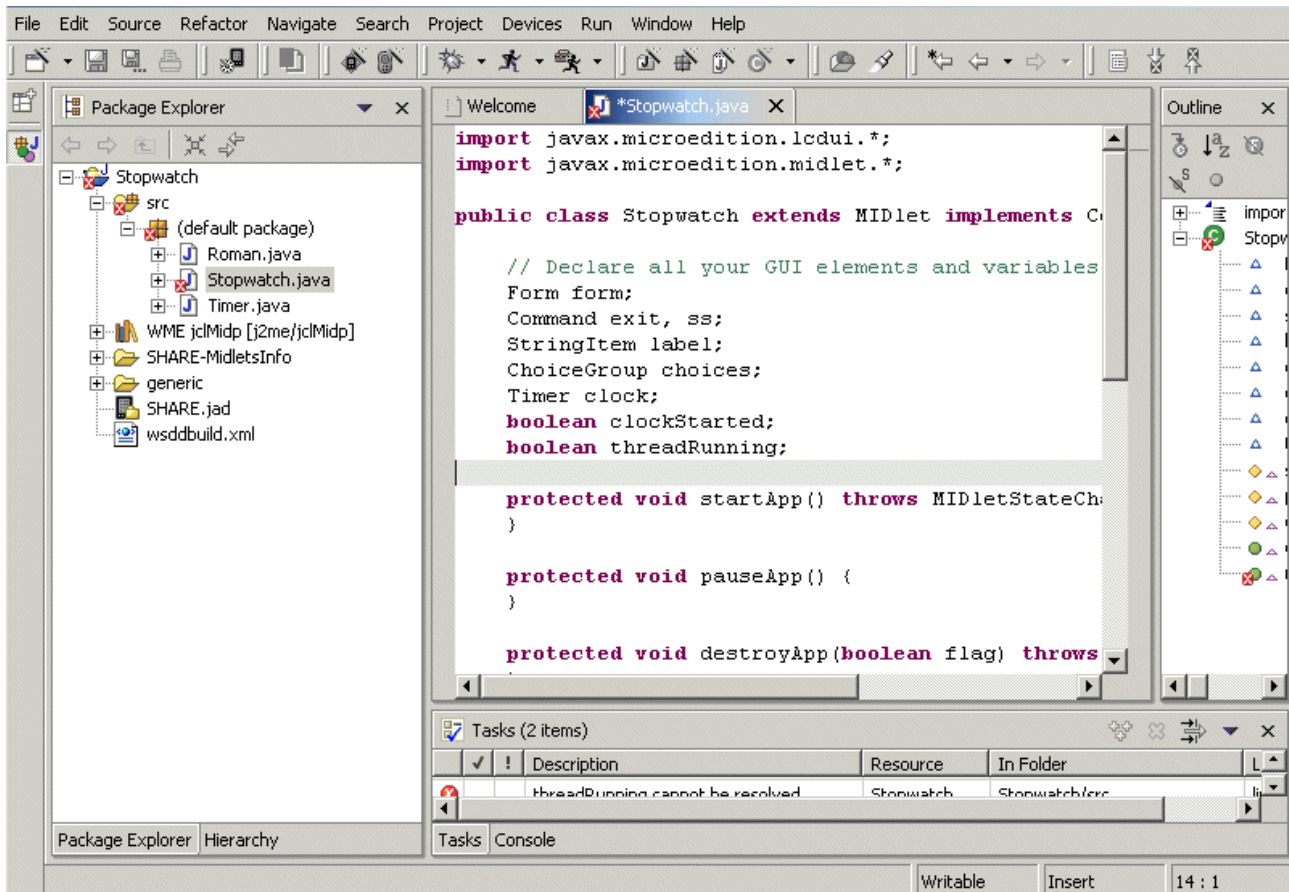 File Edit Source Refactor Navigate Search Project Devices Run Window Help
Package Explorer
Stopwatch
src
(default package)
Roman.java
Stopwatch.java
Timer.java
WME jclMidp [j2me/jclMidp]
SHARE-MidletsInfo
generic
SHARE.jad
wsddbuild.xml
Package Explorer Hierarchy
Welcome *Stopwatch.java
import javax.microedition.lcdui.*;
import javax.microedition.midlet.*;
public class Stopwatch extends MIDlet implements C
// Declare all your GUI elements and variables
Form form;
Command exit, ss;
StringItem label;
ChoiceGroup choices;
Timer clock;
boolean clockStarted;
boolean threadRunning;
protected void startApp() throws MIDletStateCh
}
protected void pauseApp() {
}
protected void destroyApp(boolean flag) throws
Outline
impor
Stopw
Tasks (2 items)
! Description Resource In Folder L
threadRunning cannot be resolved Stopwatch Stopwatch/src li
Tasks Console
Writable Insert 14 : 1